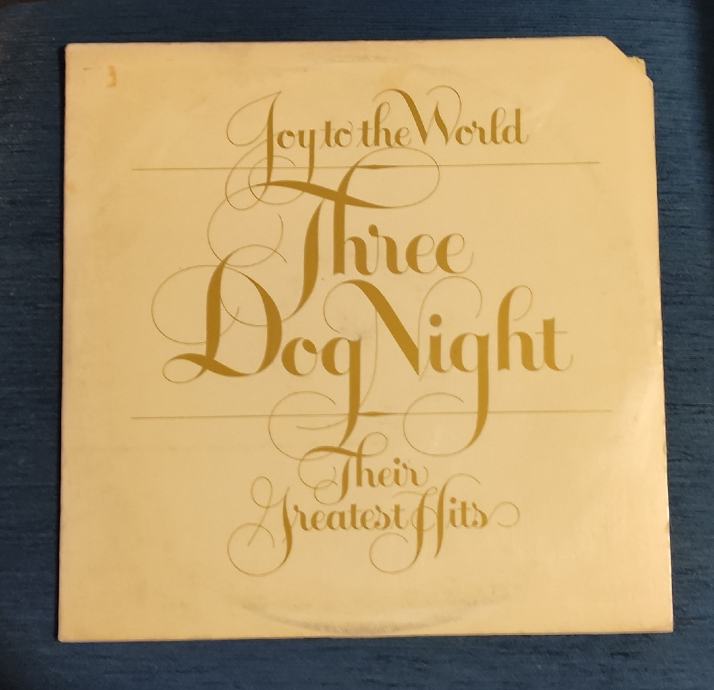 Joy to the World
Three
Dog Night
Their
Greatest Hits